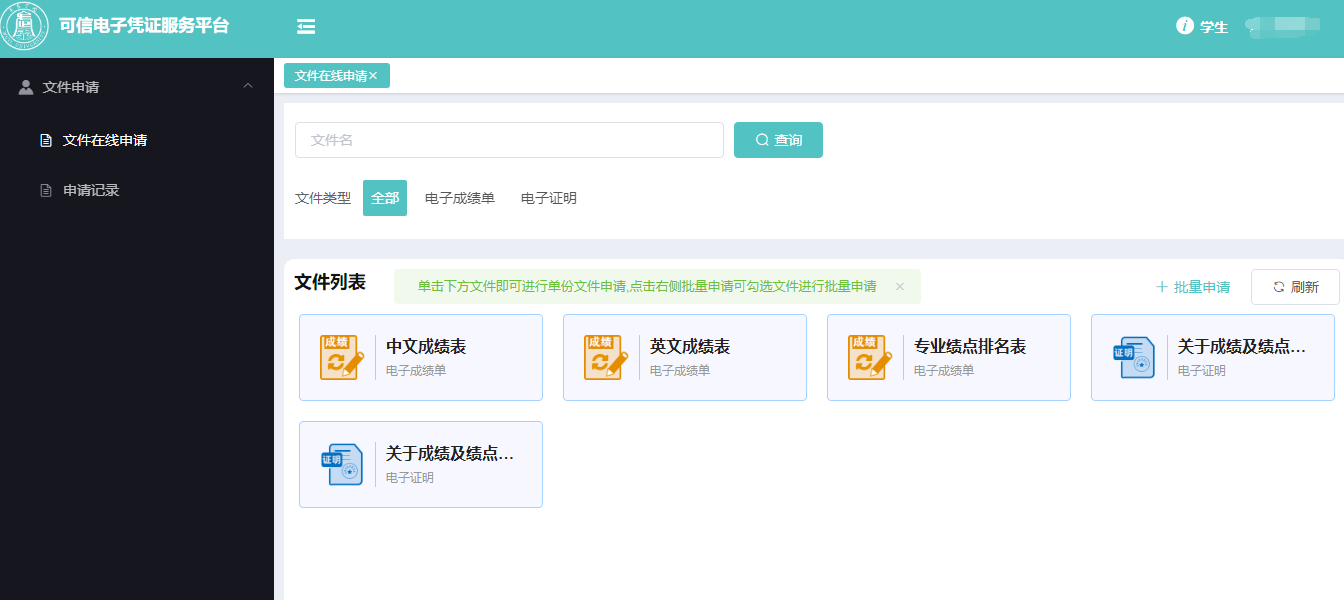 可信电子凭证服务平台
学生
文件申请
文件在线申请
申请记录
文件在线申请×
文件名
查询
文件类型 全部 电子成绩单 电子证明
文件列表
单击下方文件即可进行单份文件申请,点击右侧批量申请可勾选文件进行批量申请
批量申请
刷新
成绩
中文成绩表
电子成绩单
成绩
英文成绩表
电子成绩单
成绩
专业绩点排名表
电子成绩单
证明
关于成绩及绩点...
电子证明
证明
关于成绩及绩点...
电子证明